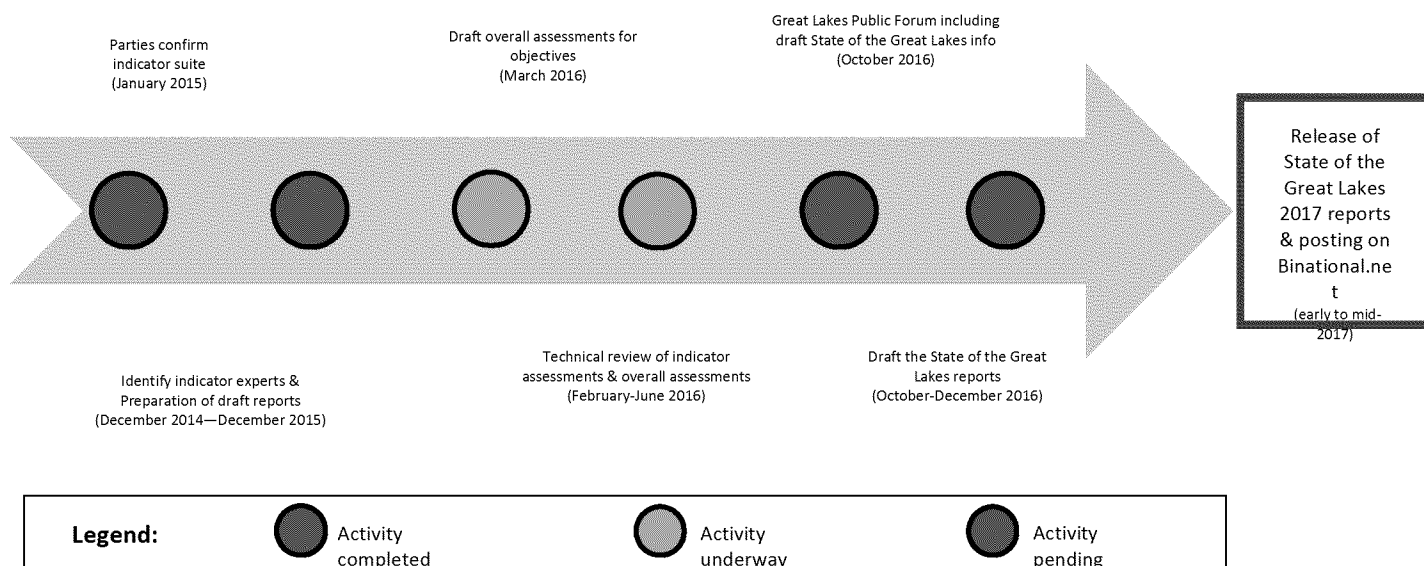 Parties confirm
indicator suite
(January 2015)
Draft overall assessments for
objectives
(March 2016)
Great Lakes Public Forum including
draft State of the Great Lakes info
(October 2016)
Release of
State of the
Great Lakes
2017 reports
& posting on
Binational.ne
t
(early to mid-
2017)
Identify indicator experts &
Preparation of draft reports
(December 2014—December 2015)
Technical review of indicator
assessments & overall assessments
(February-June 2016)
Draft the State of the Great
Lakes reports
(October-December 2016)
Legend:
Activity
completed
Activity
underway
Activity
pending